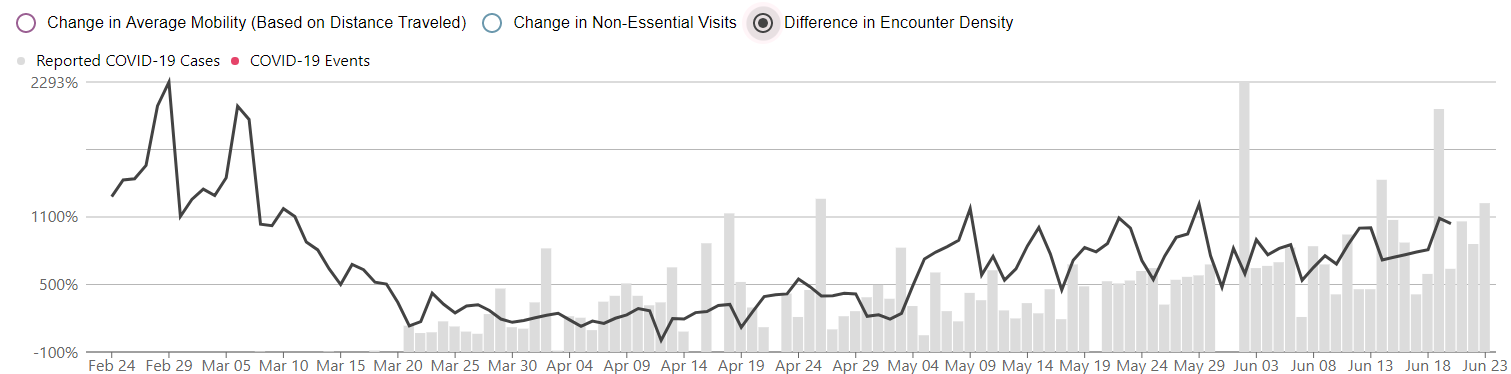 Change in Average Mobility (Based on Distance Traveled) Change in Non-Essential Visits Difference in Encounter Density
Reported COVID-19 Cases COVID-19 Events
2293%
1100%
500%
-100%
Feb 24 Feb 29 Mar 05 Mar 10 Mar 15 Mar 20 Mar 25 Mar 30 Apr 04 Apr 09 Apr 14 Apr 19 Apr 24 Apr 29 May 04 May 09 May 14 May 19 May 24 May 29 Jun 03 Jun 08 Jun 13 Jun 18 Jun 23